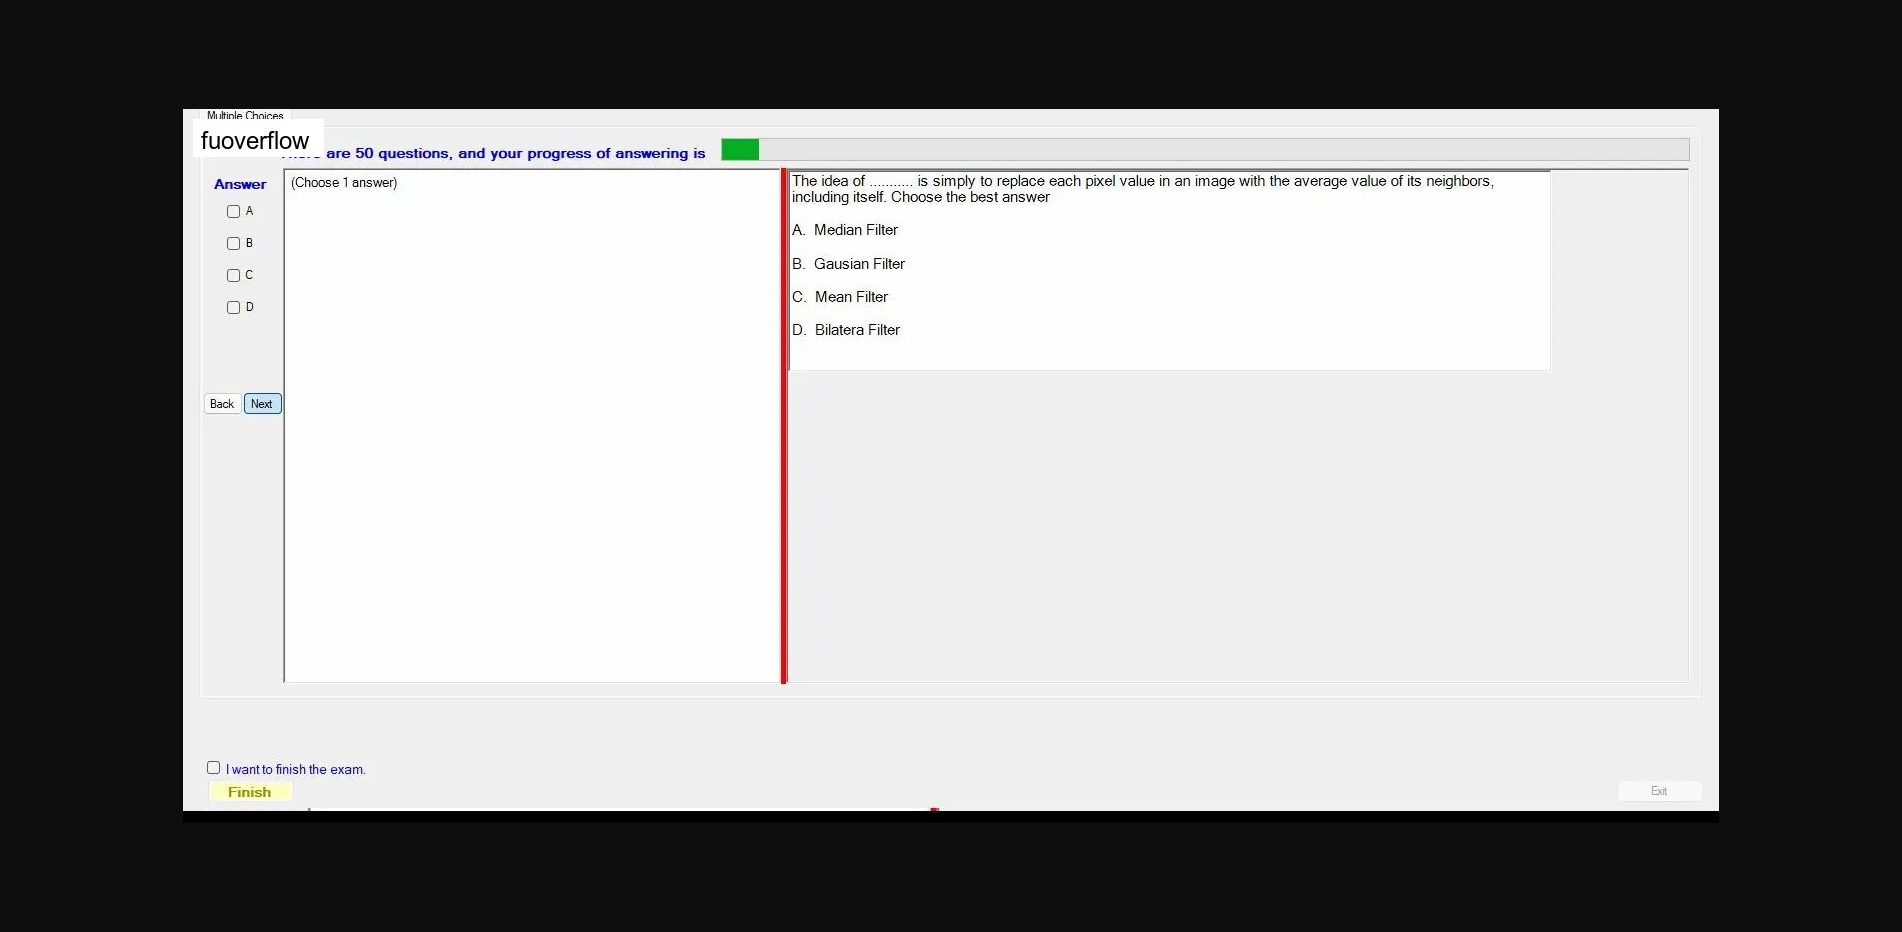 Multiple Choices
fuoverflow
are 50 questions, and your progress of answering is
Answer
(Choose 1 answer)
A
B
C
D
Back
Next
The idea of ........... is simply to replace each pixel value in an image with the average value of its neighbors,
including itself. Choose the best answer
A. Median Filter
B. Gausian Filter
C. Mean Filter
D. Bilatera Filter
I want to finish the exam.
Finish
Exit